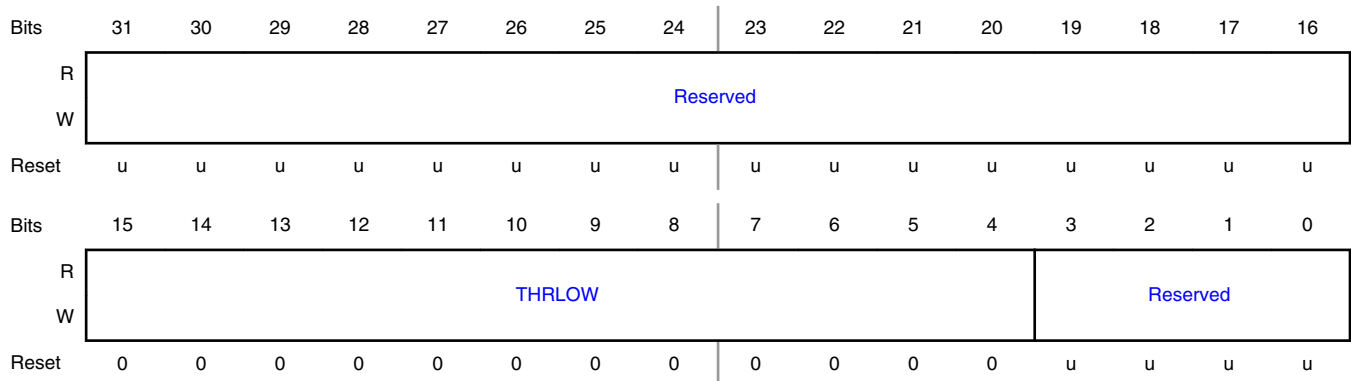 Bits 31 30 29 28 27 26 25 24 23 22 21 20 19 18 17 16
R
Reserved
W
Reset u u u u u u u u u u u u u u u u
Bits 15 14 13 12 11 10 9 8 7 6 5 4 3 2 1 0
R
THRLOW Reserved
W
Reset 0 0 0 0 0 0 0 0 0 0 0 0 u u u u